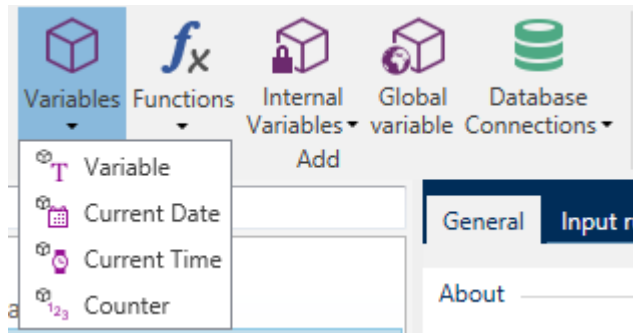 Variables Functions Internal Variables Global variable Database Connections
Add
Variable
Current Date
Current Time
Counter
General Input
About